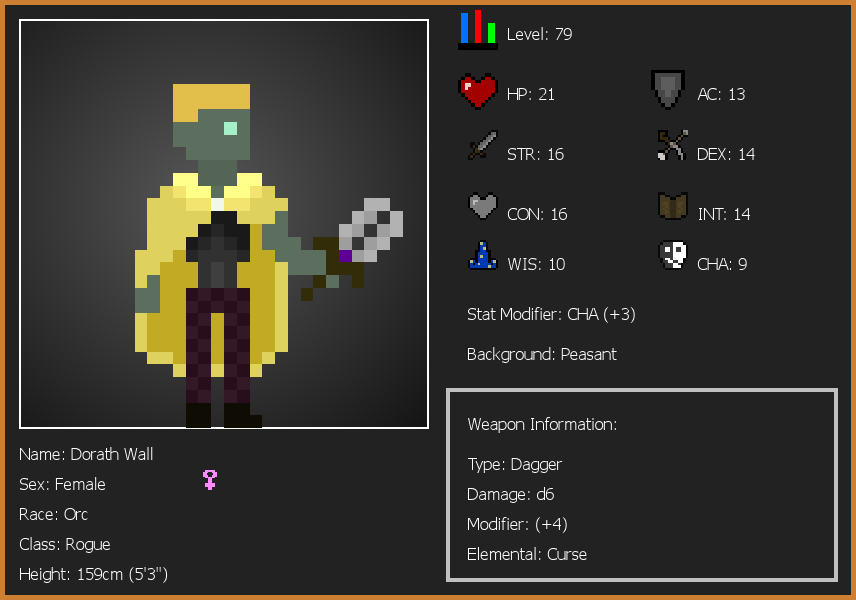 Level: 79
HP: 21
AC: 13
STR: 16
DEX: 14
CON: 16
INT: 14
WIS: 10
CHA: 9
Stat Modifier: CHA (+3)
Background: Peasant
Weapon Information:
Type: Dagger
Damage: d6
Modifier: (+4)
Elemental: Curse
Name: Dorath Wall
Sex: Female
Race: Orc
Class: Rogue
Height: 159cm (5'3")